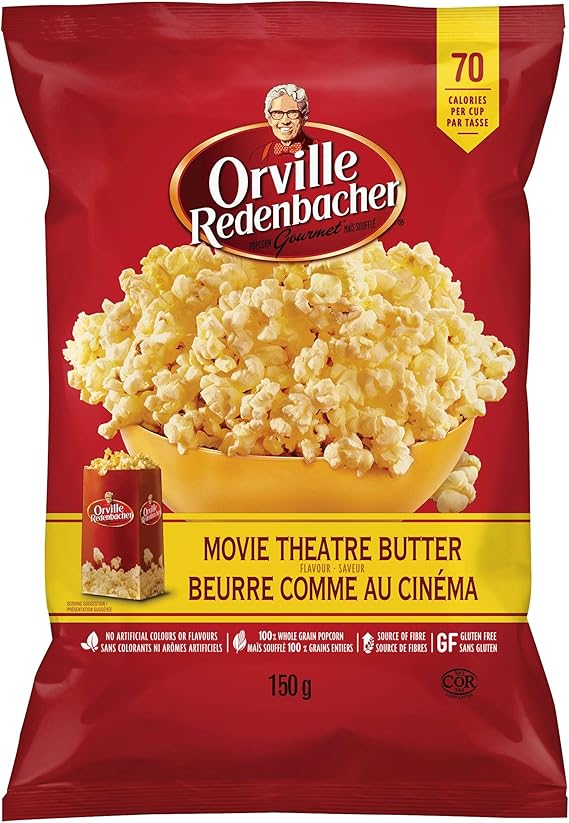 70
CALORIES
PER CUP
PAR TASSE
Orville
Redenbacher
POPCORN Gourmet MAÏS SOUFFLÉ
®
Orville
Redenbacher
Orville
Redenbacher
MOVIE THEATRE BUTTER
FLAVOUR · SAVEUR
BEURRE COMME AU CINÉMA
SERVING SUGGESTION /
PRÉSENTATION SUGGÉRÉE
NO ARTIFICIAL COLOURS OR FLAVOURS
SANS COLORANTS NI ARÔMES ARTIFICIELS
100% WHOLE GRAIN POPCORN
MAÏS SOUFFLÉ 100% GRAINS ENTIERS
SOURCE OF FIBRE
SOURCE DE FIBRES
GF
GLUTEN FREE
SANS GLUTEN
150 g
COR